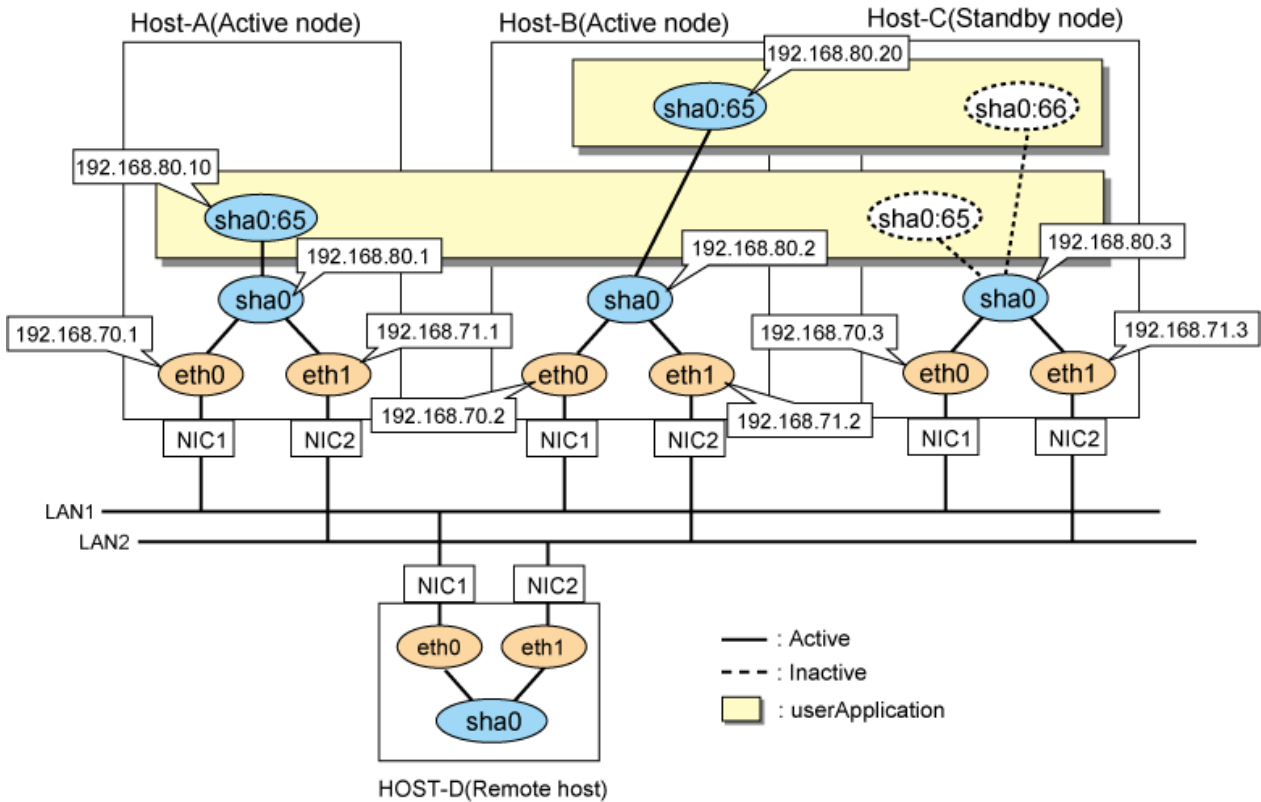 Host-A(Active node)
Host-B(Active node)
Host-C(Standby node)
192.168.80.20
sha0:65
sha0:66
192.168.80.10
sha0:65
sha0:65
192.168.80.1
192.168.80.2
192.168.80.3
sha0
sha0
sha0
192.168.70.1
192.168.71.1
192.168.70.3
192.168.71.3
eth0
eth1
eth0
eth1
eth0
eth1
192.168.70.2
192.168.71.2
NIC1
NIC2
NIC1
NIC2
NIC1
NIC2
LAN1
LAN2
NIC1
NIC2
eth0
eth1
sha0
HOST-D(Remote host)
: Active
: Inactive
: userApplication